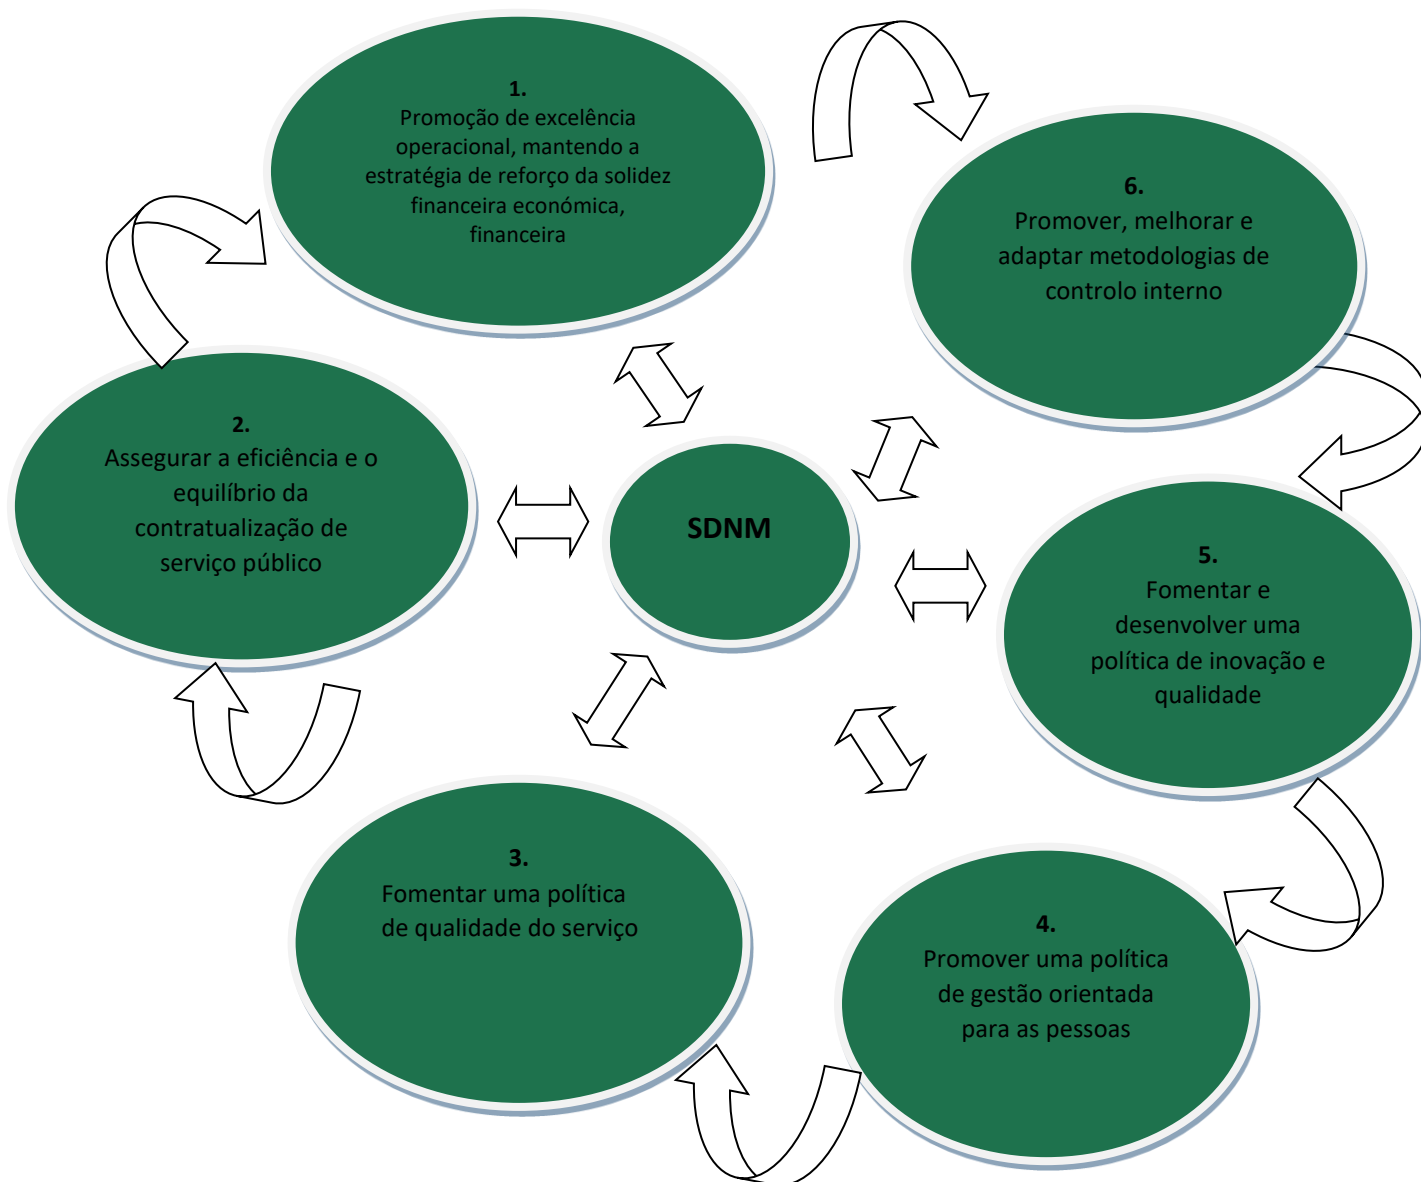 1.
Promoção de excelência
operacional, mantendo a
estratégia de reforço da solidez
financeira económica,
financeira
6.
Promover, melhorar e
adaptar metodologias de
controlo interno
2.
Assegurar a eficiência e o
equilíbrio da
contratualização de
serviço público
SDNM
5.
Fomentar e
desenvolver uma
política de inovação e
qualidade
3.
Fomentar uma política
de qualidade do serviço
4.
Promover uma política
de gestão orientada
para as pessoas